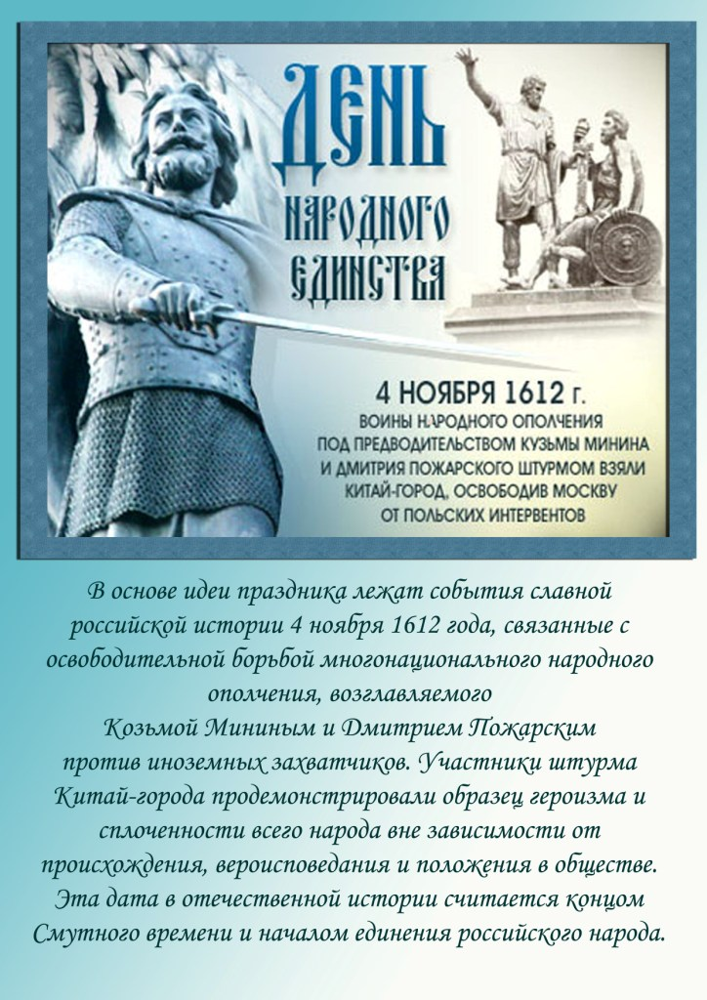 ДЕНЬ
НАРОДНОГО
ЕДИНСТВА
4 НОЯБРЯ 1612 г.
ВОИНЫ НАРОДНОГО ОПОЛЧЕНИЯ
ПОД ПРЕДВОДИТЕЛЬСТВОМ КУЗЬМЫ МИНИНА
И ДМИТРИЯ ПОЖАРСКОГО ШТУРМОМ ВЗЯЛИ
КИТАЙ-ГОРОД, ОСВОБОДИВ МОСКВУ
ОТ ПОЛЬСКИХ ИНТЕРВЕНТОВ
В основе идеи праздника лежат события славной
российской истории 4 ноября 1612 года, связанные с
освободительной борьбой многонационального народного
ополчения, возглавляемого
Козьмой Мининым и Дмитрием Пожарским
против иноземных захватчиков. Участники штурма
Китай-города продемонстрировали образец героизма и
сплоченности всего народа вне зависимости от
происхождения, вероисповедания и положения в обществе.
Эта дата в отечественной истории считается концом
Смутного времени и началом единения российского народа.